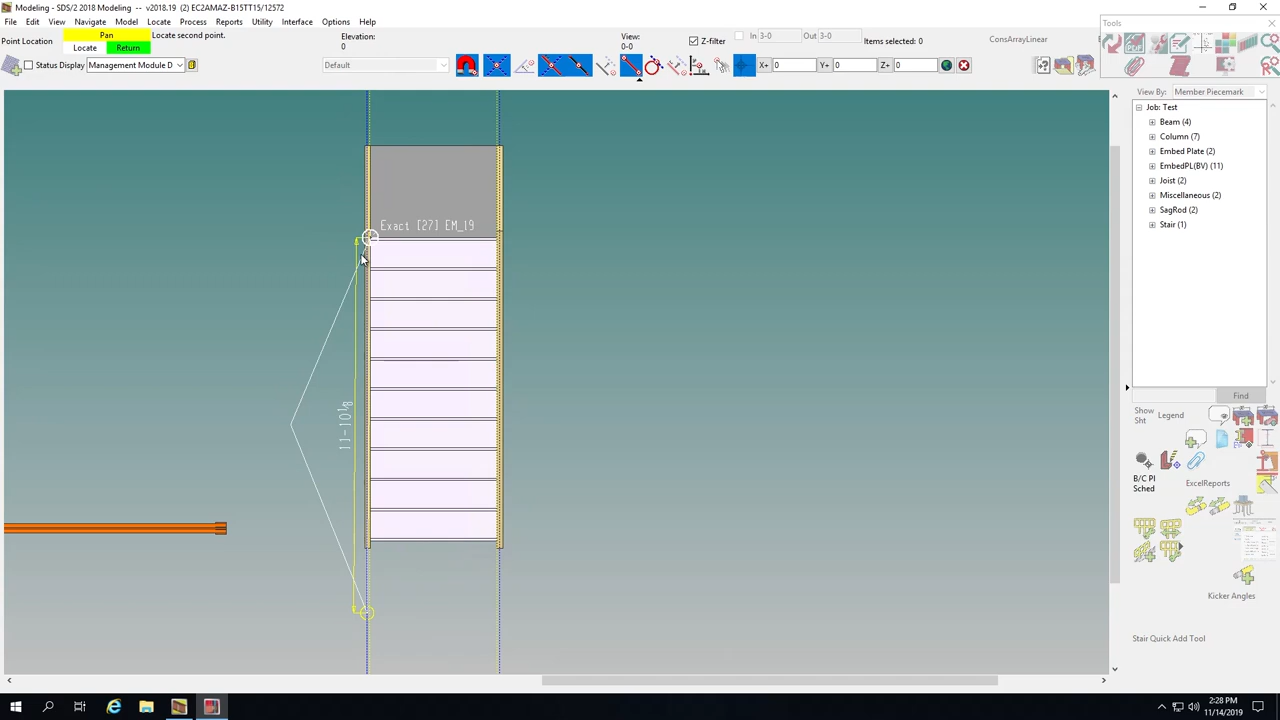 Modeling - SDS/2 2018 Modeling -- v2018.19 (2) EC2AMAZ-B15TT15/12572
File Edit View Navigate Model Locate Process Reports Utility Interface Options Help
Tools
Point Location
Pan
Locate second point.
Locate
Return
Elevation:
0
View:
0-0
Z-filter
In 3-0
Out 3-0
Items selected: 0
ConsArrayLinear
Status Display
Management Module D
Default
X+ 0
Y+ 0
Z+ 0
View By: Member Piecemark
Job: Test
Beam (4)
Column (7)
Embed Plate (2)
EmbedPL(BV) (11)
Joist (2)
Miscellaneous (2)
SagRod (2)
Stair (1)
Find
Show Sht
Legend
B/C Pl Sched
ExcelReports
Kicker Angles
Stair Quick Add Tool
Exact [27] EM_19
11-10⅛
2:28 PM
11/14/2019